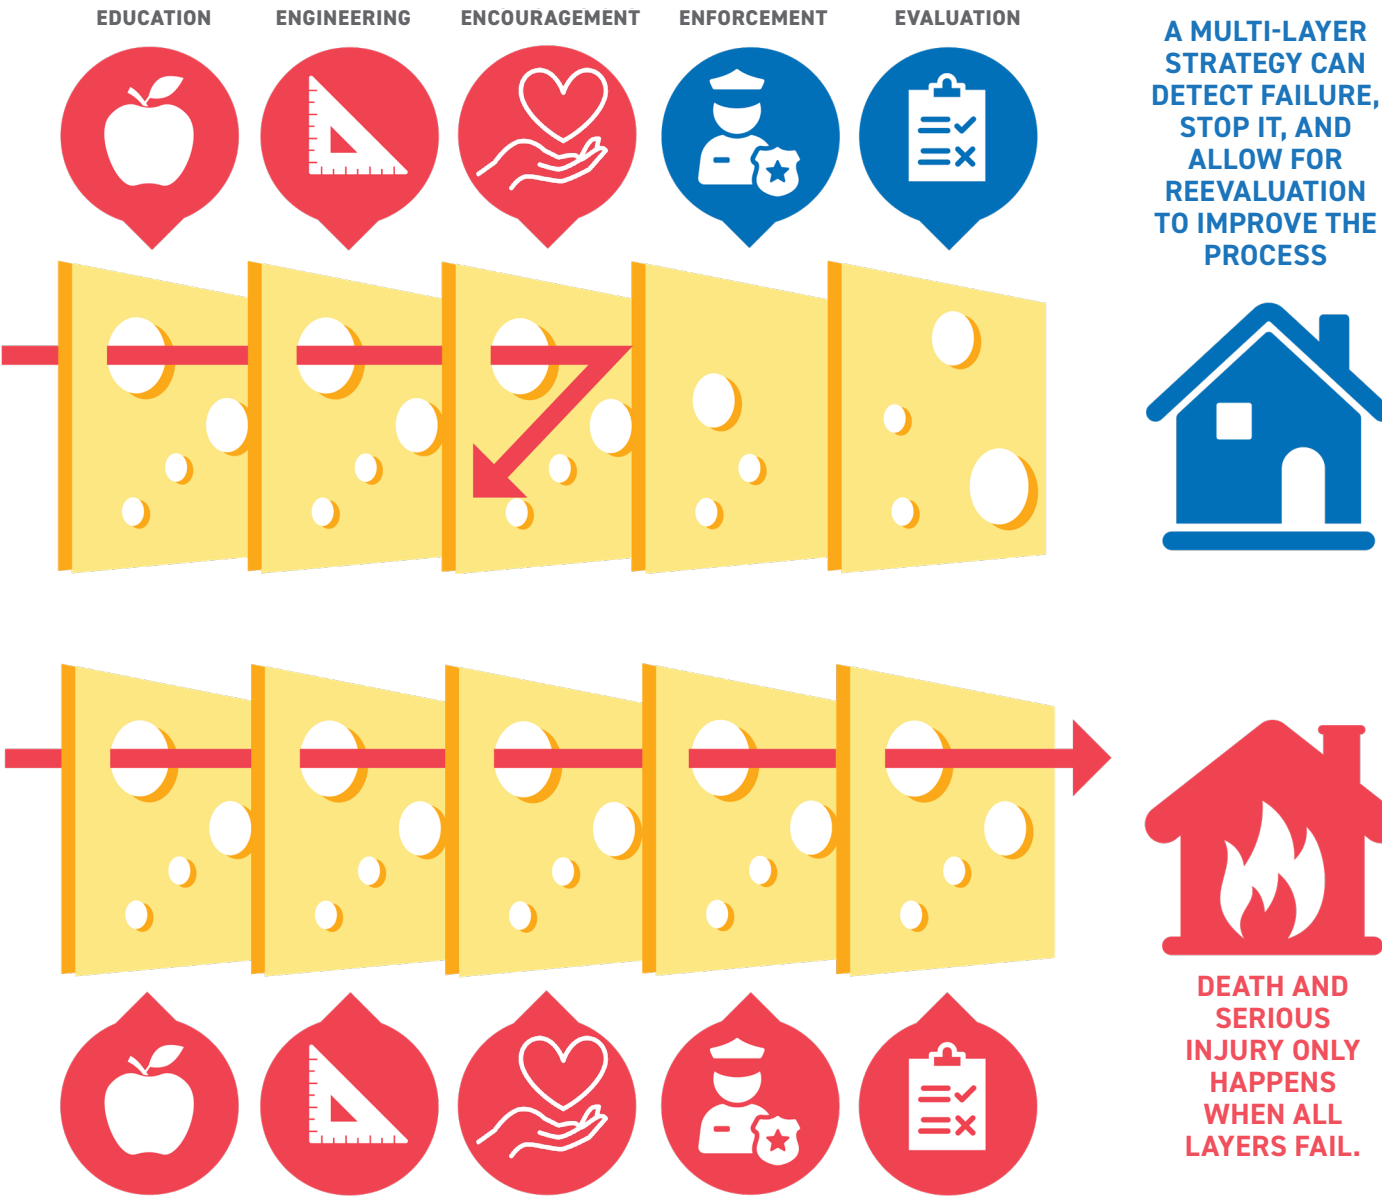 EDUCATION
ENGINEERING
ENCOURAGEMENT
ENFORCEMENT
EVALUATION
A MULTI-LAYER
STRATEGY CAN
DETECT FAILURE,
STOP IT, AND
ALLOW FOR
REEVALUATION
TO IMPROVE THE
PROCESS
DEATH AND
SERIOUS
INJURY ONLY
HAPPENS
WHEN ALL
LAYERS FAIL.